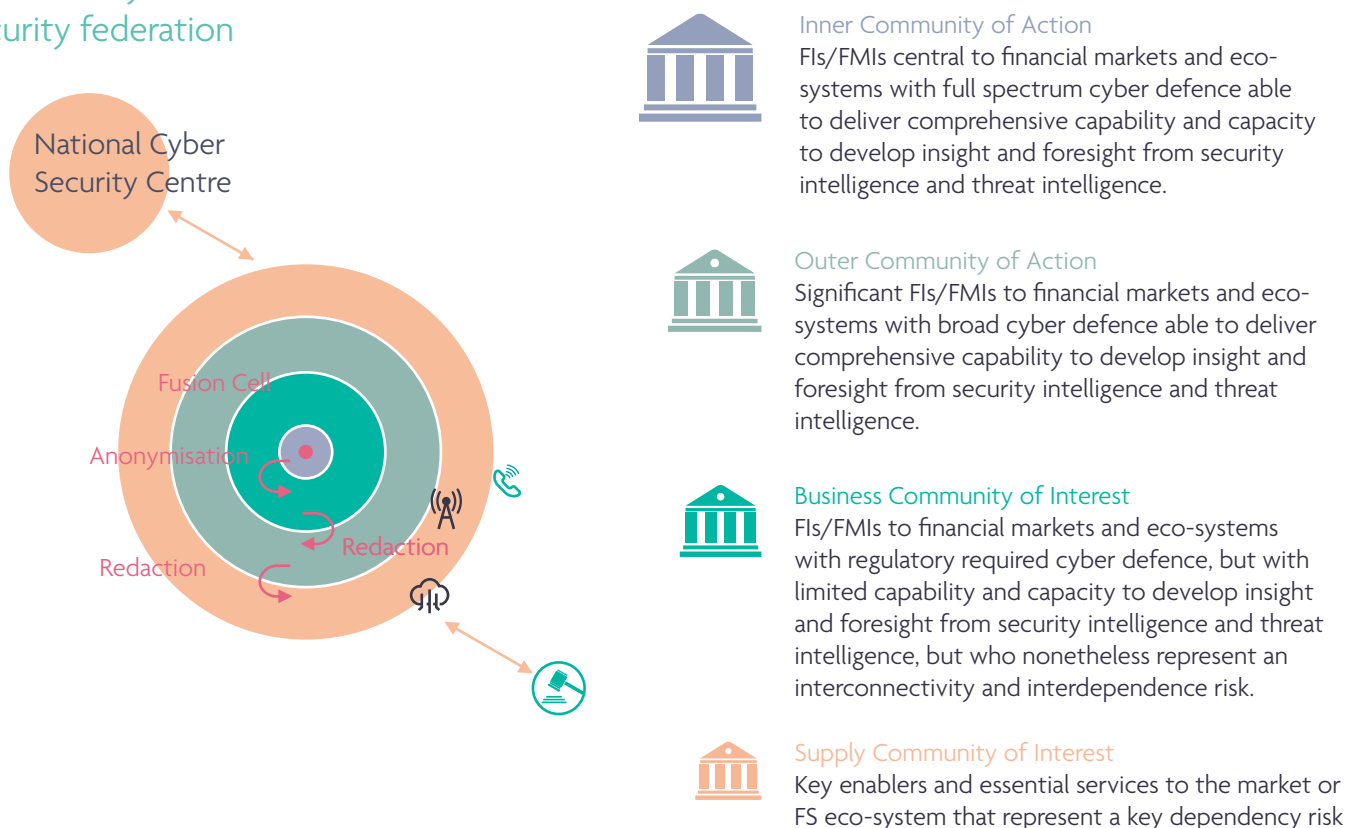 security federation
National Cyber
Security Centre
Fusion Cell
Anonymisation
Redaction
Redaction
Inner Community of Action
FIs/FMIs central to financial markets and eco-
systems with full spectrum cyber defence able
to deliver comprehensive capability and capacity
to develop insight and foresight from security
intelligence and threat intelligence.
Outer Community of Action
Significant FIs/FMIs to financial markets and eco-
systems with broad cyber defence able to deliver
comprehensive capability to develop insight and
foresight from security intelligence and threat
intelligence.
Business Community of Interest
FIs/FMIs to financial markets and eco-systems
with regulatory required cyber defence, but with
limited capability and capacity to develop insight
and foresight from security intelligence and threat
intelligence, but who nonetheless represent an
interconnectivity and interdependence risk.
Supply Community of Interest
Key enablers and essential services to the market or
FS eco-system that represent a key dependency risk